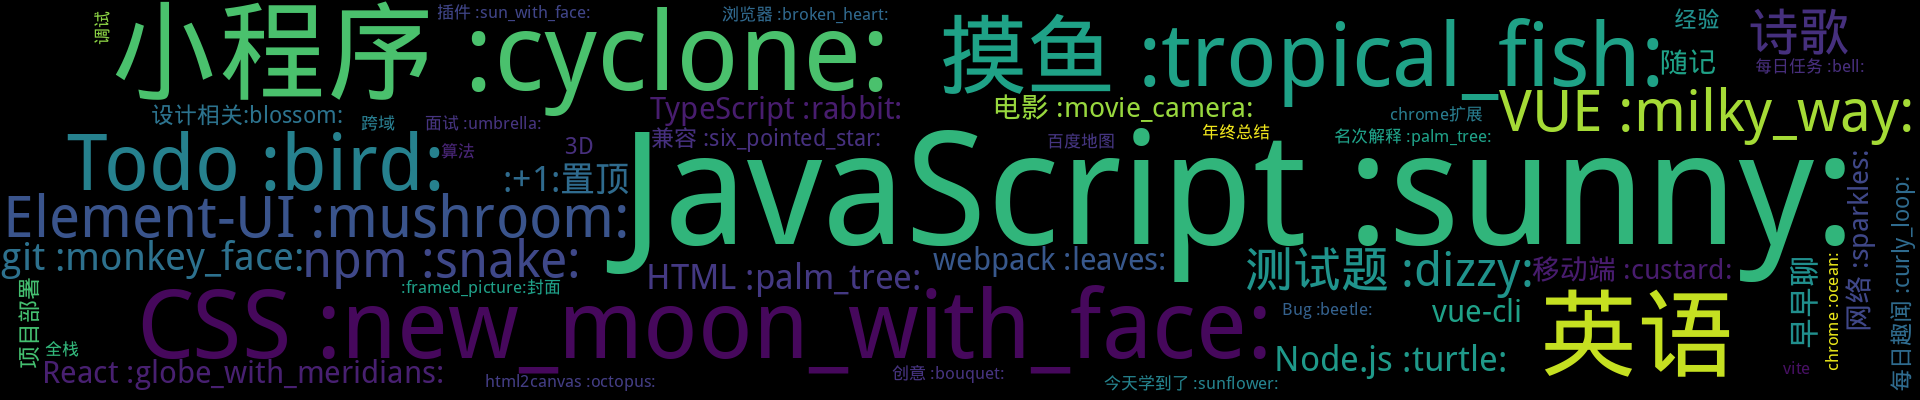 调试
小程序 :cyclone:
插件 :sun_with_face:
浏览器 :broken_heart:
摸鱼 :tropical_fish:
经验
诗歌
随记
每日任务 :bell:
设计相关:blossom:
跨域
面试 :umbrella:
TypeScript :rabbit:
电影 :movie_camera:
chrome扩展
VUE :milky_way:
兼容 :six_pointed_star:
百度地图
年终总结
名次解释 :palm_tree:
Todo :bird:
算法
3D
:+1:置顶
JavaScript :sunny:
Element-UI :mushroom:
git :monkey_face:
npm :snake:
HTML :palm_tree:
webpack :leaves:
测试题 :dizzy:
移动端 :custard:
网络 :sparkles:
每日趣闻 :curly_loop:
项目部署
:framed_picture:封面
CSS :new_moon_with_face:
Bug :beetle:
vue-cli
英语
早早聊
chrome :ocean:
全栈
React :globe_with_meridians:
html2canvas :octopus:
创意 :bouquet:
今天学到了 :sunflower:
Node.js :turtle:
vite